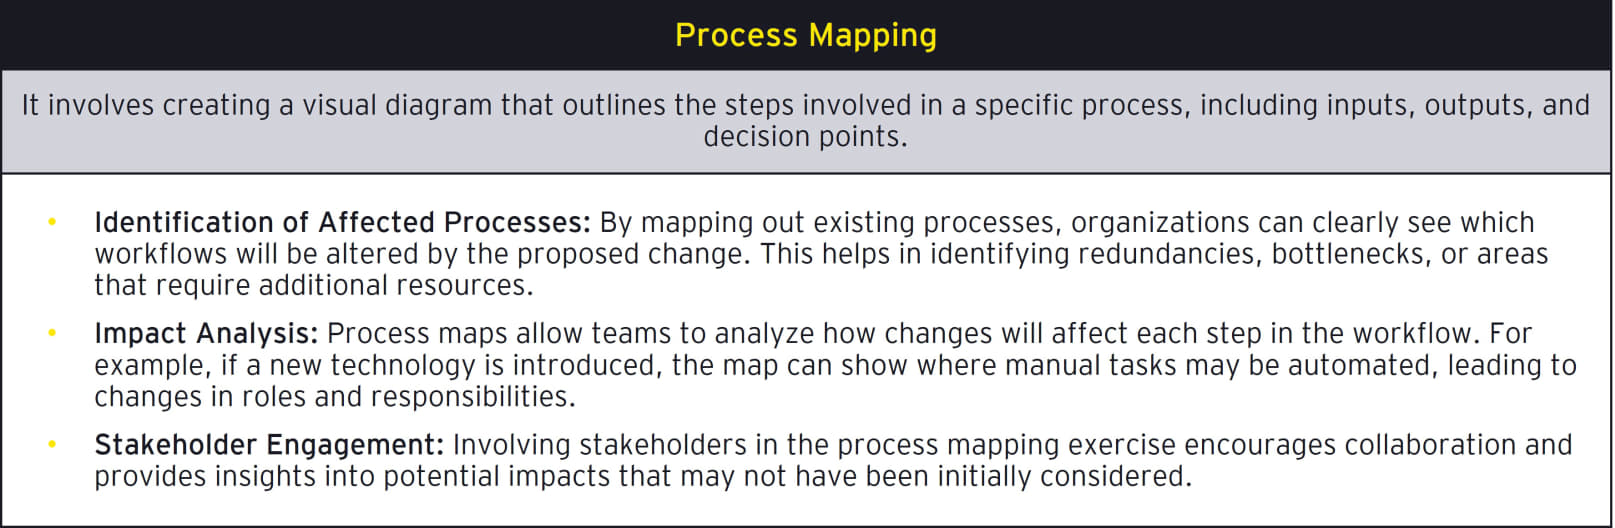 Process Mapping
It involves creating a visual diagram that outlines the steps involved in a specific process, including inputs, outputs, and
decision points.
• Identification of Affected Processes: By mapping out existing processes, organizations can clearly see which
workflows will be altered by the proposed change. This helps in identifying redundancies, bottlenecks, or areas
that require additional resources.
• Impact Analysis: Process maps allow teams to analyze how changes will affect each step in the workflow. For
example, if a new technology is introduced, the map can show where manual tasks may be automated, leading to
changes in roles and responsibilities.
• Stakeholder Engagement: Involving stakeholders in the process mapping exercise encourages collaboration and
provides insights into potential impacts that may not have been initially considered.